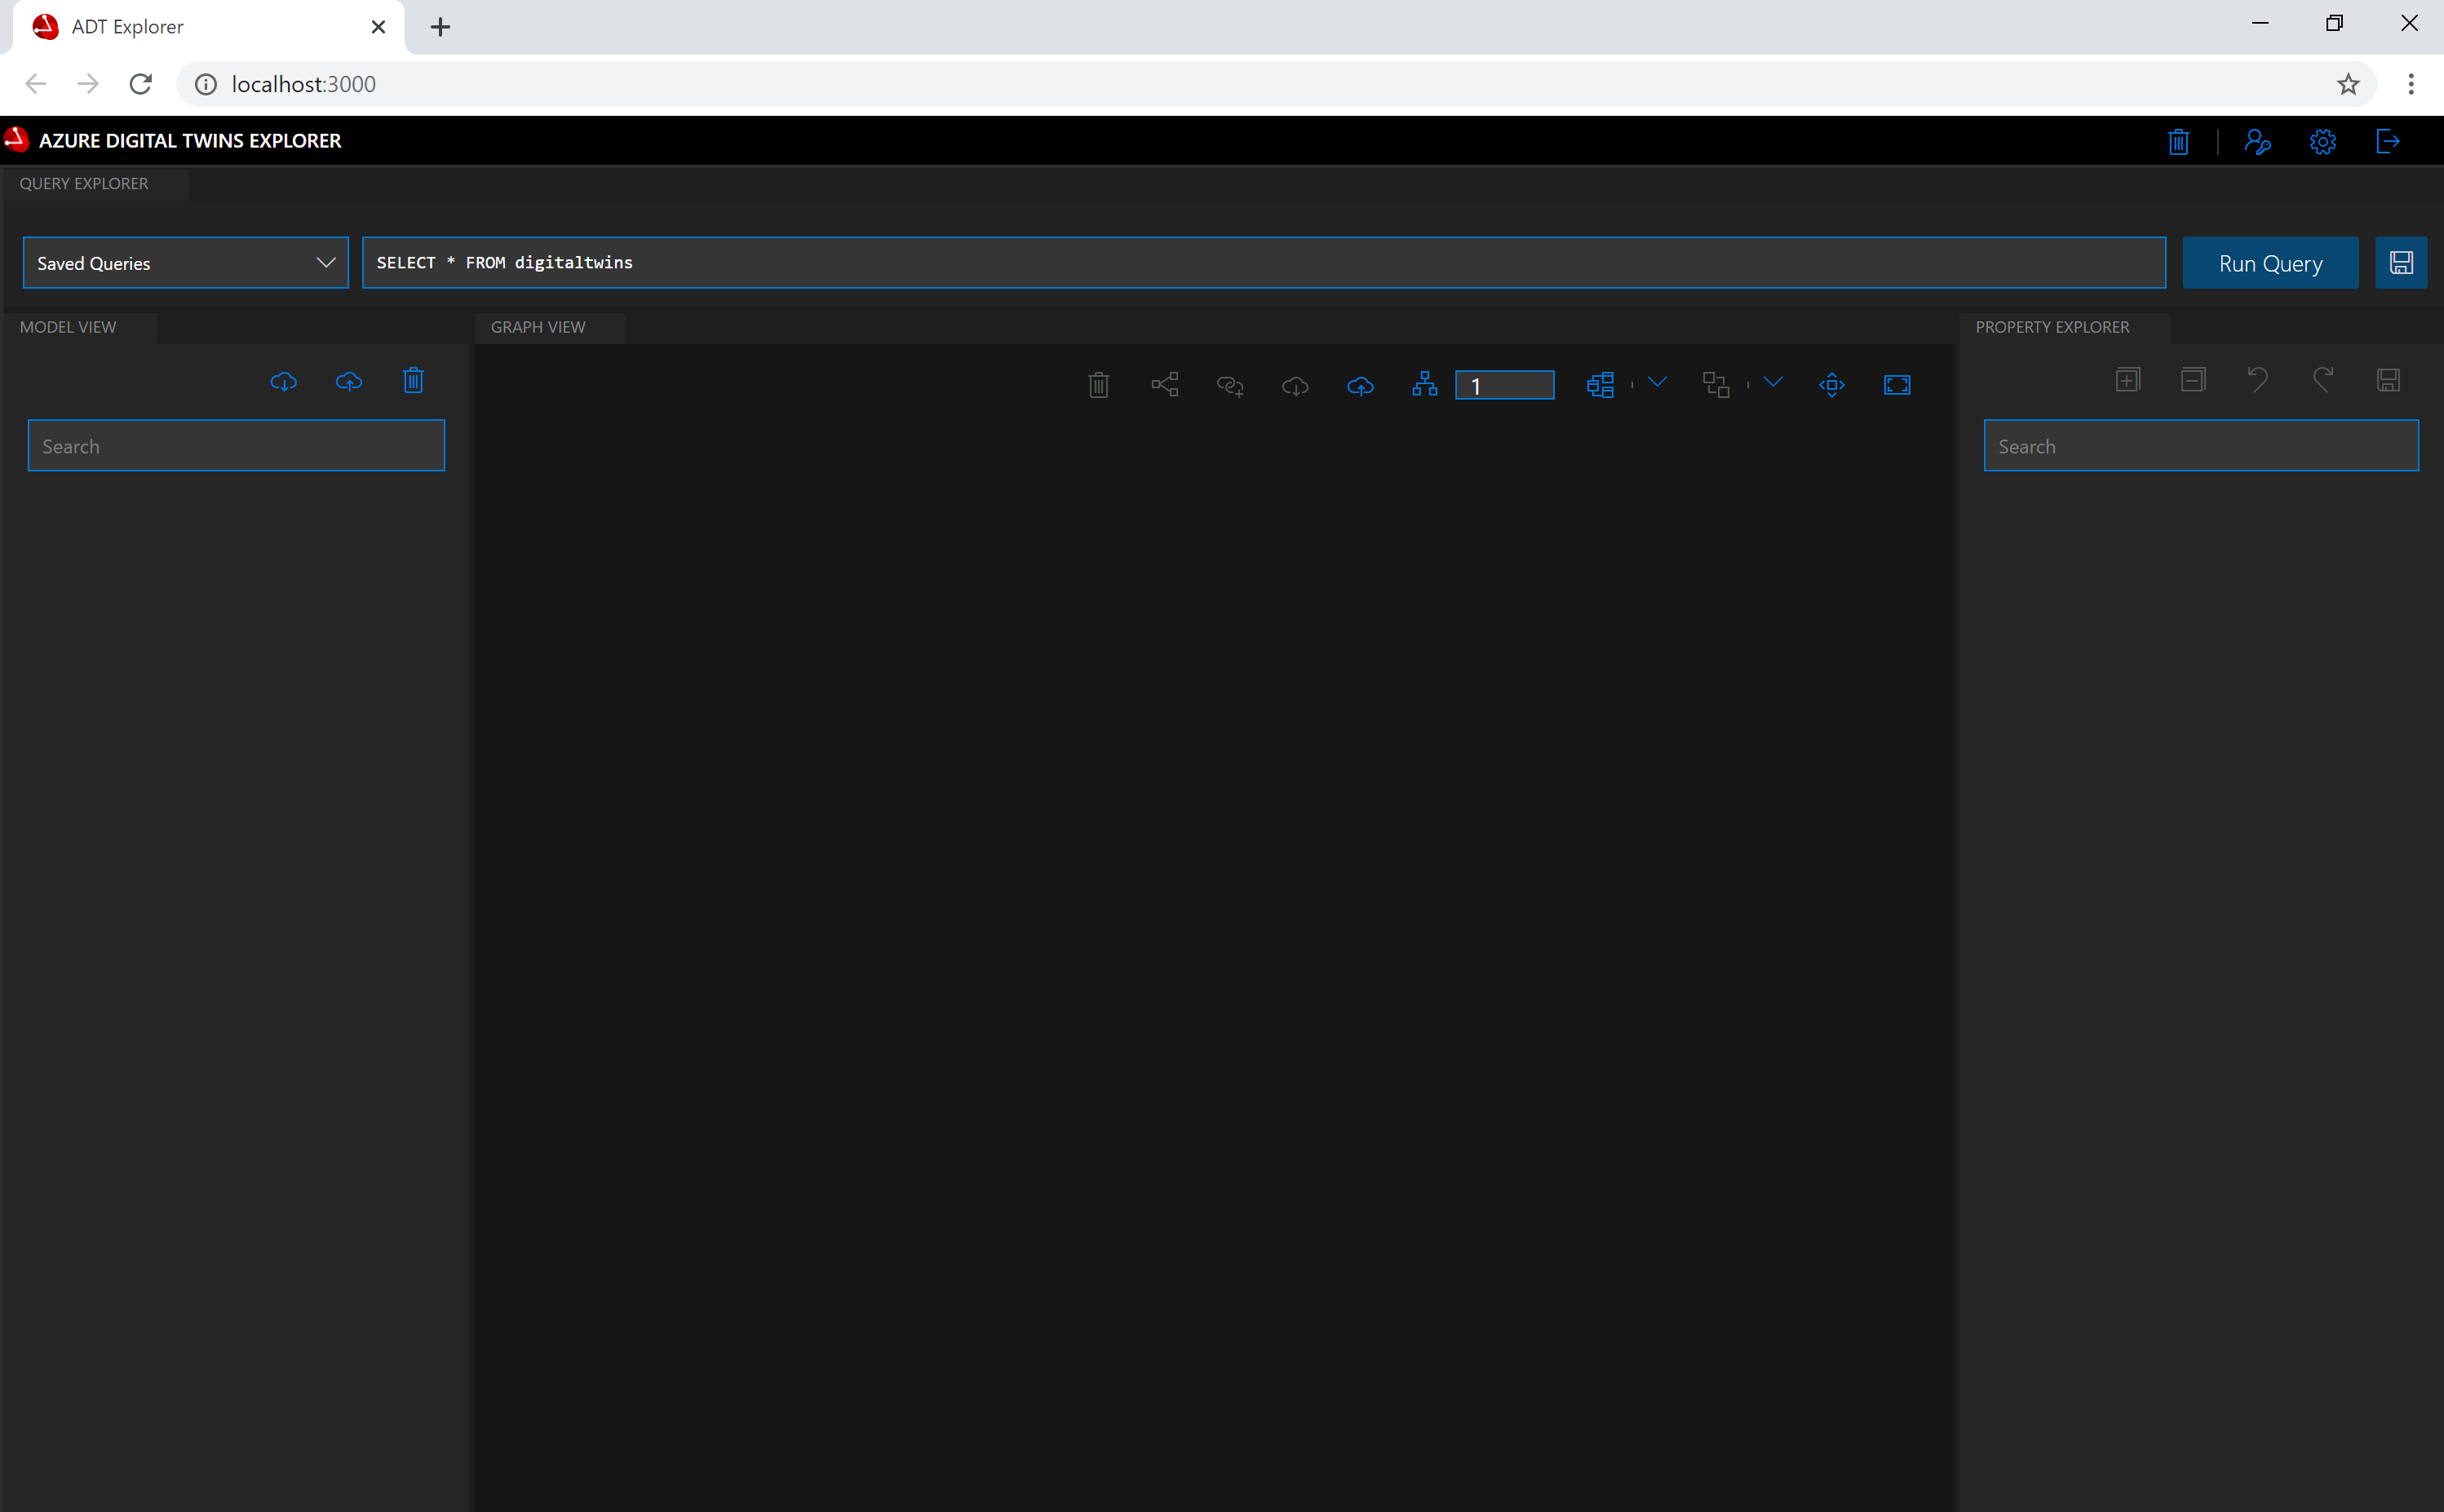 ADT Explorer
localhost:3000
AZURE DIGITAL TWINS EXPLORER
QUERY EXPLORER
Saved Queries
SELECT * FROM digitaltwins
Run Query
MODEL VIEW
GRAPH VIEW
PROPERTY EXPLORER
1
Search
Search